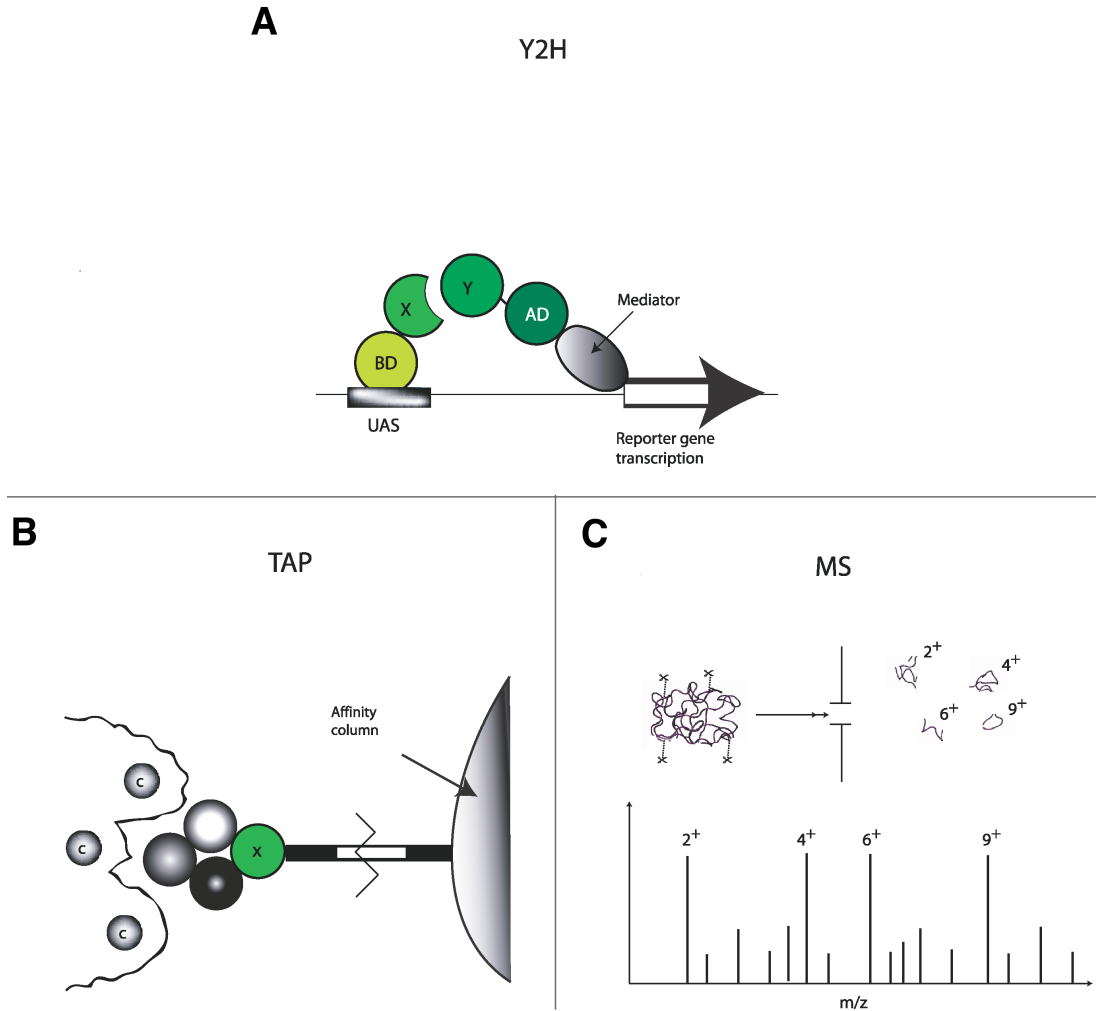 A
Y2H
Y
X
AD
Mediator
BD
UAS
Reporter gene
transcription
B
TAP
Affinity
column
c
c
c
x
C
MS
x
x
x
x
2+
4+
6+
9+
2+
4+
6+
9+
m/z